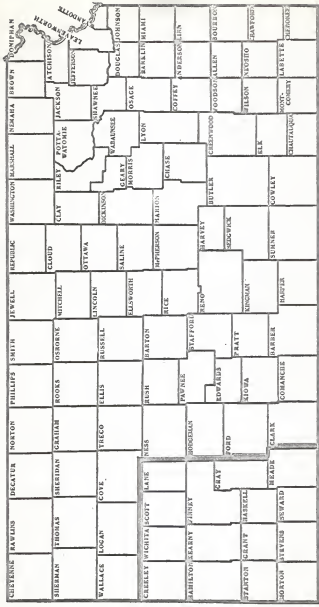 CHEYENNE
RAWLINS
DECATUR
NORTON
PHILLIPS
SMITH
JEWELL
REPUBLIC
WASHINGTON
MARSHALL
NEMAHA
BROWN
DONIPHAN
SHERMAN
THOMAS
SHERIDAN
GRAHAM
ROOKS
OSBORNE
MITCHELL
CLOUD
CLAY
RILEY
POTTA-
WATOMIE
JACKSON
ATCHISON
JEFFERSON
LEAVENWORTH
WYANDOTTE
WALLACE
LOGAN
GOVE
TREGO
ELLIS
RUSSELL
LINCOLN
OTTAWA
DICKINSON
GEARY
WABAUNSEE
SHAWNEE
DOUGLAS
JOHNSON
ELLSWORTH
SALINE
MORRIS
OSAGE
FRANKLIN
MIAMI
GREELEY
WICHITA
SCOTT
LANE
NESS
RUSH
BARTON
RICE
McPHERSON
MARION
CHASE
LYON
COFFEY
ANDERSON
LINN
HAMILTON
KEARNY
FINNEY
HODGEMAN
PAWNEE
STAFFORD
RENO
HARVEY
BUTLER
GREENWOOD
WOODSON
ALLEN
BOURBON
STANTON
GRANT
HASKELL
GRAY
FORD
EDWARDS
KIOWA
PRATT
KINGMAN
SEDGWICK
ELK
WILSON
NEOSHO
CRAWFORD
MORTON
STEVENS
SEWARD
MEADE
CLARK
COMANCHE
BARBER
HARPER
SUMNER
COWLEY
CHAUTAUQUA
MONT-
GOMERY
LABETTE
CHEROKEE